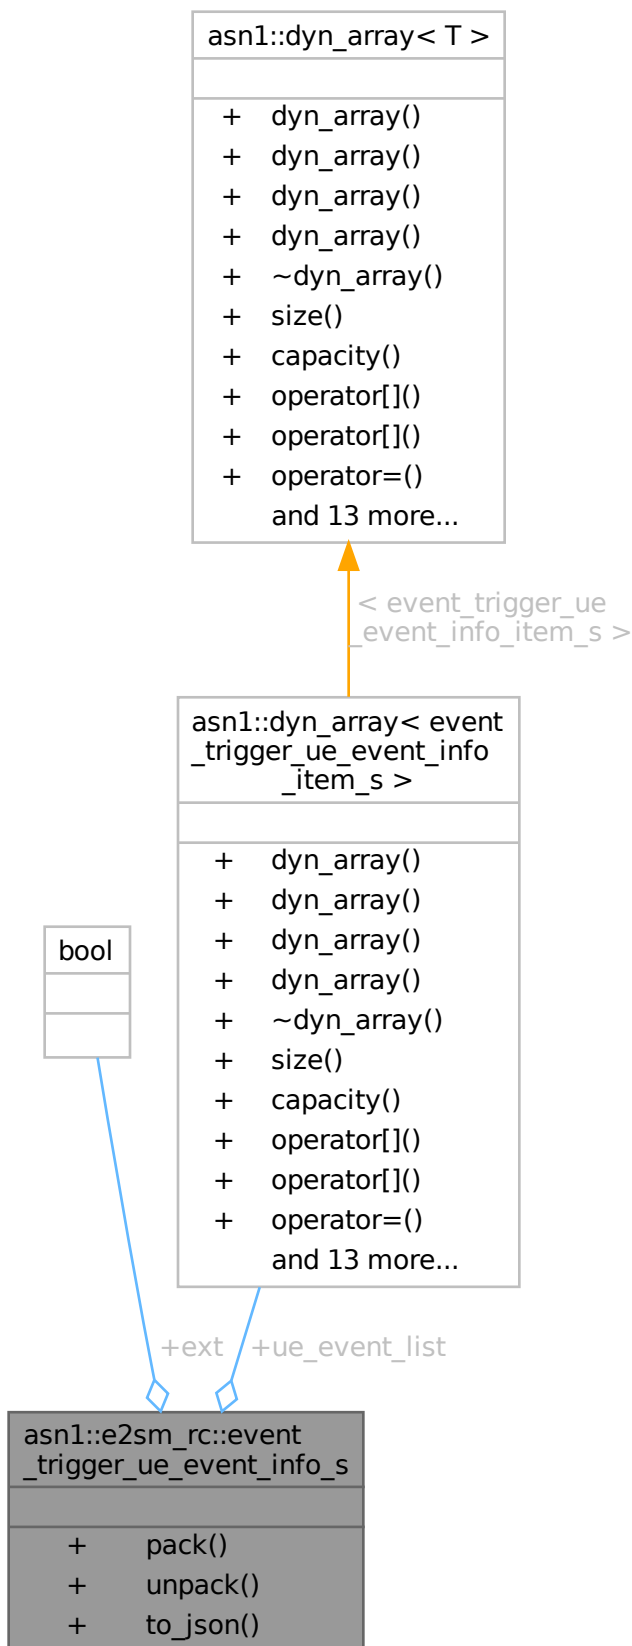 asn1::dyn_array< T >
+ dyn_array()
+ dyn_array()
+ dyn_array()
+ dyn_array()
+ ~dyn_array()
+ size()
+ capacity()
+ operator[]()
+ operator[]()
+ operator=()
and 13 more...
< event_trigger_ue
_event_info_item_s >
asn1::dyn_array< event
_trigger_ue_event_info
_item_s >
+ dyn_array()
+ dyn_array()
+ dyn_array()
+ dyn_array()
+ ~dyn_array()
+ size()
+ capacity()
+ operator[]()
+ operator[]()
+ operator=()
and 13 more...
bool
+ext
+ue_event_list
asn1::e2sm_rc::event
_trigger_ue_event_info_s
+ pack()
+ unpack()
+ to_json()